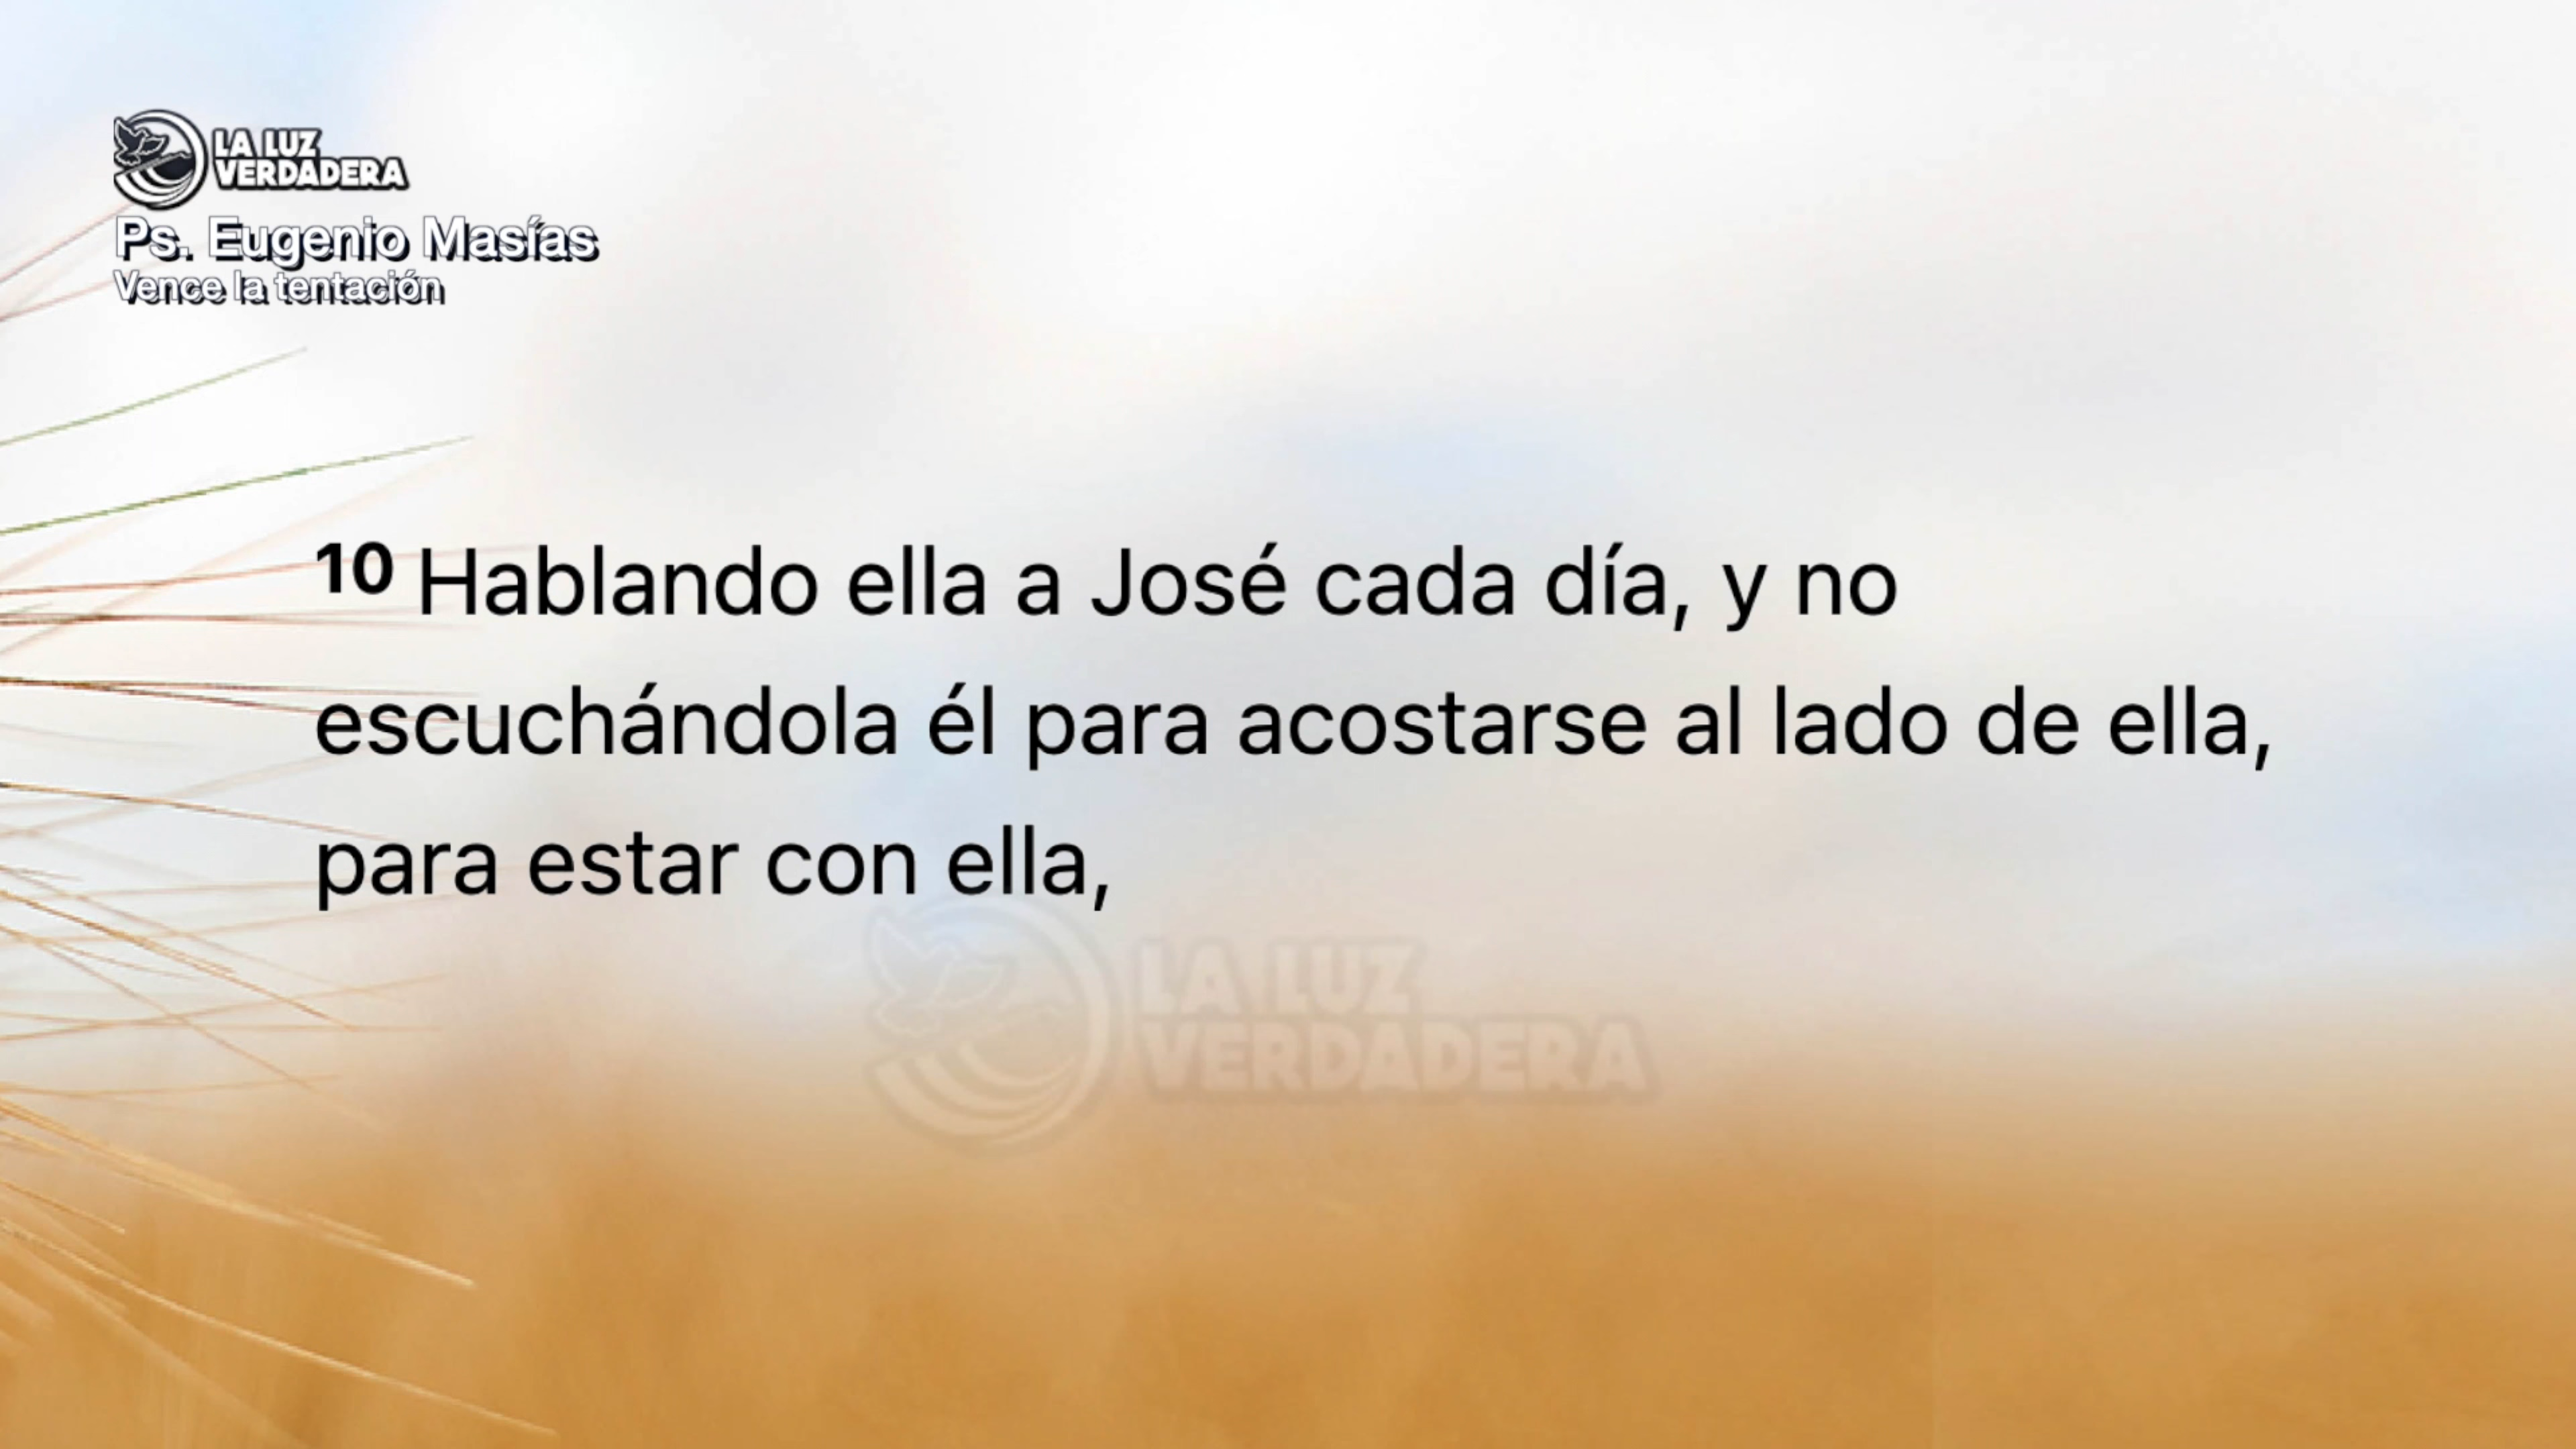 LA LUZ
VERDADERA
Ps. Eugenio Masías
Vence la tentación
10 Hablando ella a José cada día, y no
escuchándola él para acostarse al lado de ella,
para estar con ella,
LA LUZ
VERDADERA